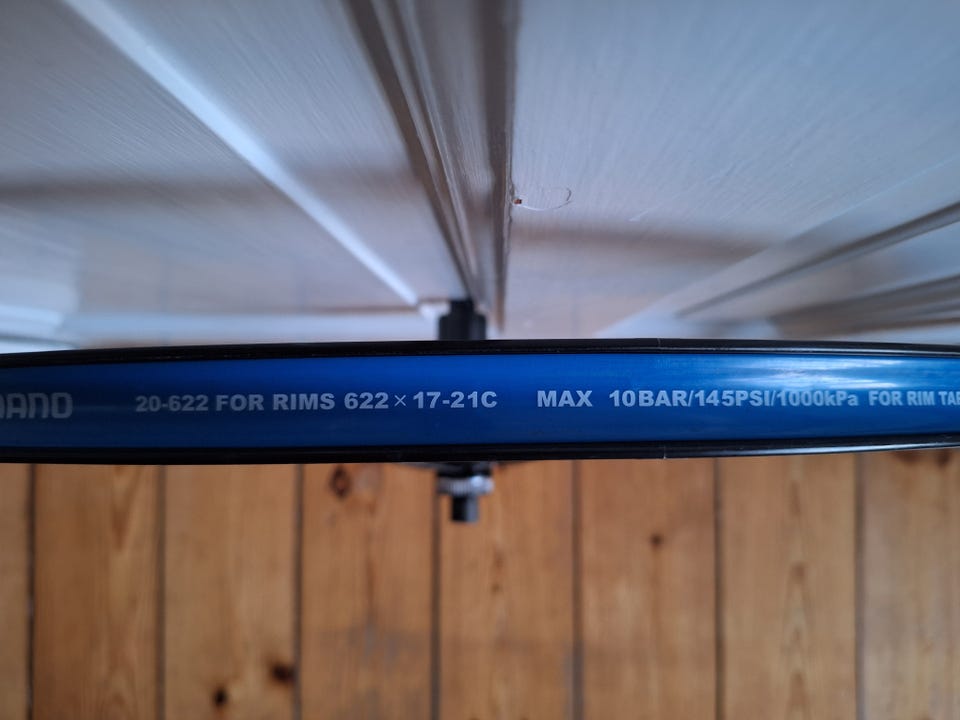 20-622 FOR RIMS 622×17-21C MAX 10BAR/145PSI/1000kPa FOR RIM